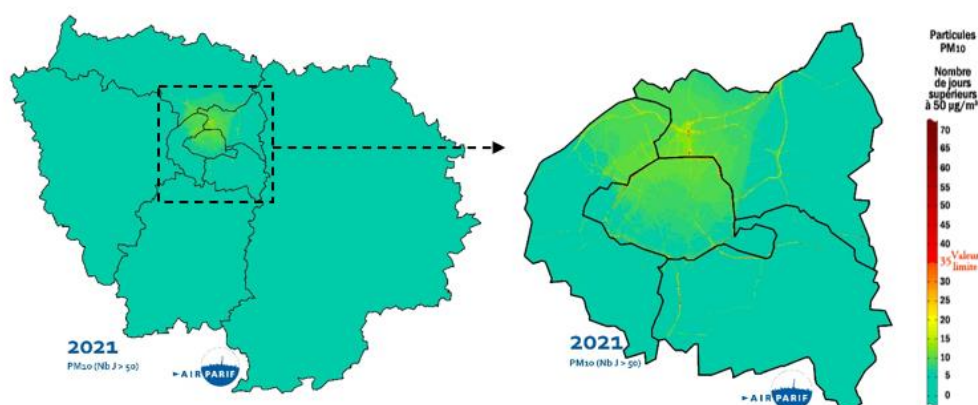 2021
PM10 (Nb J > 50)
AIRPARIF
2021
PM10 (Nb J > 50)
AIRPARIF
Particules
PM10
Nombre
de jours
supérieurs
à 50 µg/m³
70
65
60
55
50
45
40
35 Valeur
limite
30
25
20
15
10
5
0